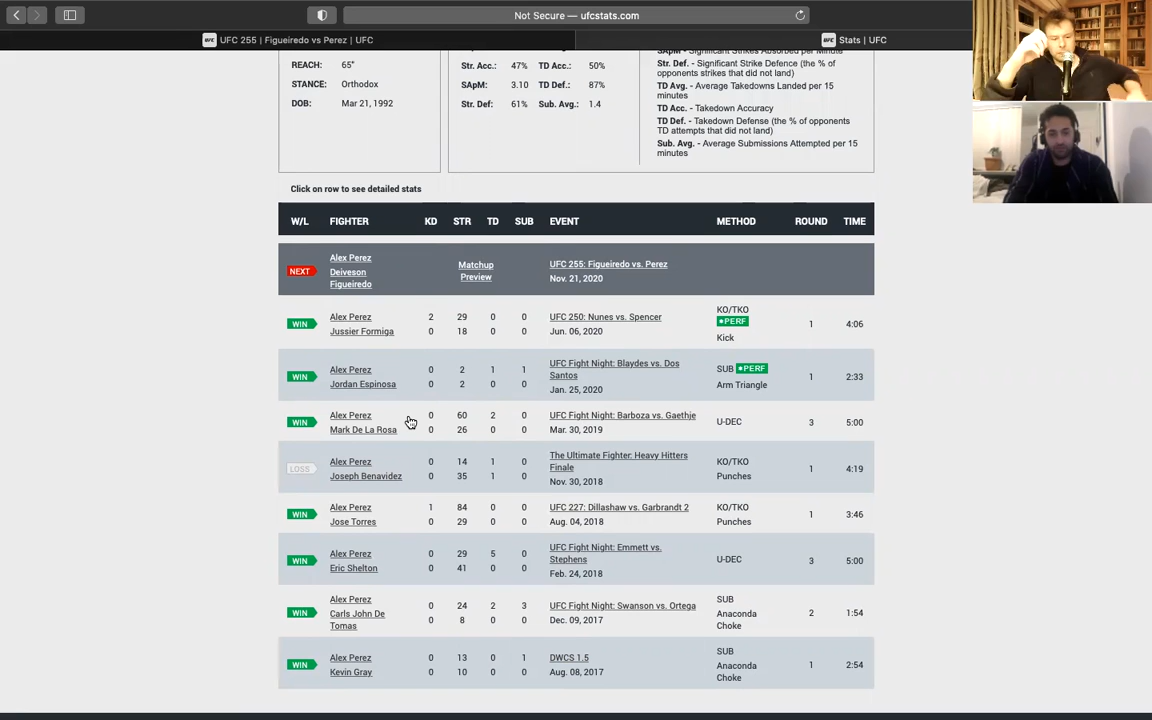 Not Secure — ufcstats.com
UFC 255 | Figueiredo vs Perez | UFC
Stats | UFC
REACH: 65"
STANCE: Orthodox
DOB: Mar 21, 1992
Str. Acc.: 47% TD Acc.: 50%
SApM: 3.10 TD Def.: 87%
Str. Def: 61% Sub. Avg.: 1.4
SApM - Significant Strikes Absorbed per Minute
Str. Def. - Significant Strike Defence (the % of
opponents strikes that did not land)
TD Avg. - Average Takedowns Landed per 15
minutes
TD Acc. - Takedown Accuracy
TD Def. - Takedown Defense (the % of opponents
TD attempts that did not land)
Sub. Avg. - Average Submissions Attempted per 15
minutes
Click on row to see detailed stats
W/L FIGHTER KD STR TD SUB EVENT METHOD ROUND TIME
NEXT
Alex Perez
Deiveson
Figueiredo
Matchup
Preview
UFC 255: Figueiredo vs. Perez
Nov. 21, 2020
WIN
Alex Perez 2 29 0 0
Jussier Formiga 0 18 0 0
UFC 250: Nunes vs. Spencer
Jun. 06, 2020
KO/TKO
PERF
Kick
1 4:06
WIN
Alex Perez 0 2 1 1
Jordan Espinosa 0 2 0 0
UFC Fight Night: Blaydes vs. Dos
Santos
Jan. 25, 2020
SUB PERF
Arm Triangle
1 2:33
WIN
Alex Perez 0 60 2 0
Mark De La Rosa 0 26 0 0
UFC Fight Night: Barboza vs. Gaethje
Mar. 30, 2019
U-DEC
3 5:00
LOSS
Alex Perez 0 14 1 0
Joseph Benavidez 0 35 1 0
The Ultimate Fighter: Heavy Hitters
Finale
Nov. 30, 2018
KO/TKO
Punches
1 4:19
WIN
Alex Perez 1 84 0 0
Jose Torres 0 29 0 0
UFC 227: Dillashaw vs. Garbrandt 2
Aug. 04, 2018
KO/TKO
Punches
1 3:46
WIN
Alex Perez 0 29 5 0
Eric Shelton 0 41 0 0
UFC Fight Night: Emmett vs.
Stephens
Feb. 24, 2018
U-DEC
3 5:00
WIN
Alex Perez 0 24 2 3
Carls John De
Tomas
0 8 0 0
UFC Fight Night: Swanson vs. Ortega
Dec. 09, 2017
SUB
Anaconda
Choke
2 1:54
WIN
Alex Perez 0 13 0 1
Kevin Gray 0 10 0 0
DWCS 1.5
Aug. 08, 2017
SUB
Anaconda
Choke
1 2:54